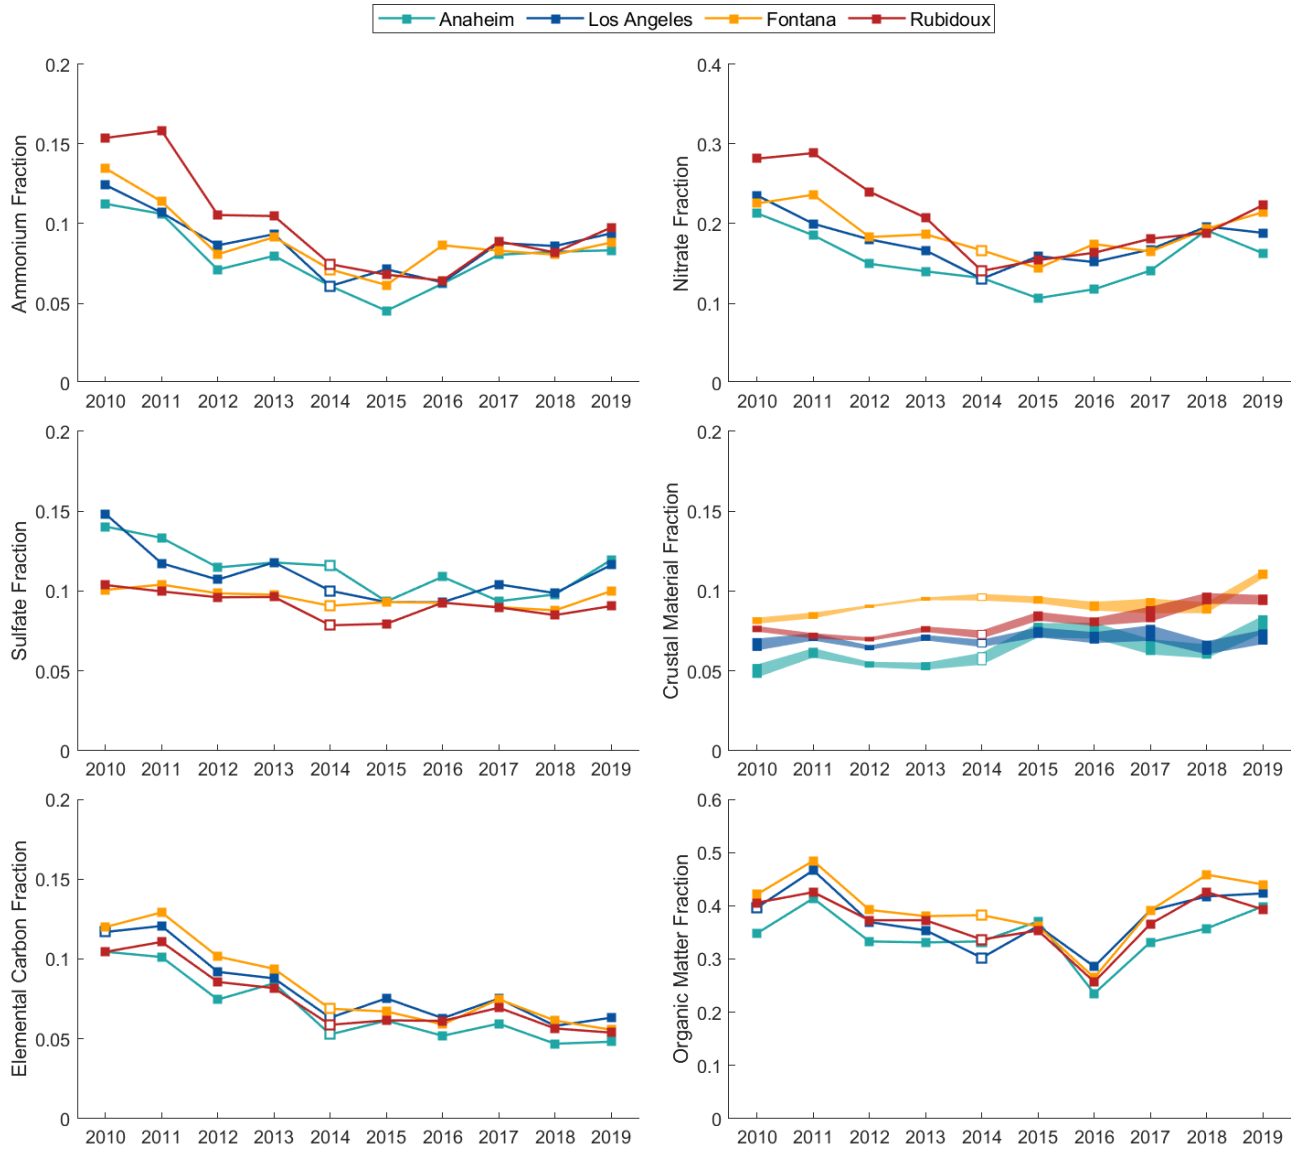 Anaheim Los Angeles Fontana Rubidoux
Ammonium Fraction
0.2
0.15
0.1
0.05
0
2010 2011 2012 2013 2014 2015 2016 2017 2018 2019
Nitrate Fraction
0.4
0.3
0.2
0.1
0
2010 2011 2012 2013 2014 2015 2016 2017 2018 2019
Sulfate Fraction
0.2
0.15
0.1
0.05
0
2010 2011 2012 2013 2014 2015 2016 2017 2018 2019
Crustal Material Fraction
0.2
0.15
0.1
0.05
0
2010 2011 2012 2013 2014 2015 2016 2017 2018 2019
Elemental Carbon Fraction
0.2
0.15
0.1
0.05
0
2010 2011 2012 2013 2014 2015 2016 2017 2018 2019
Organic Matter Fraction
0.6
0.5
0.4
0.3
0.2
0.1
0
2010 2011 2012 2013 2014 2015 2016 2017 2018 2019